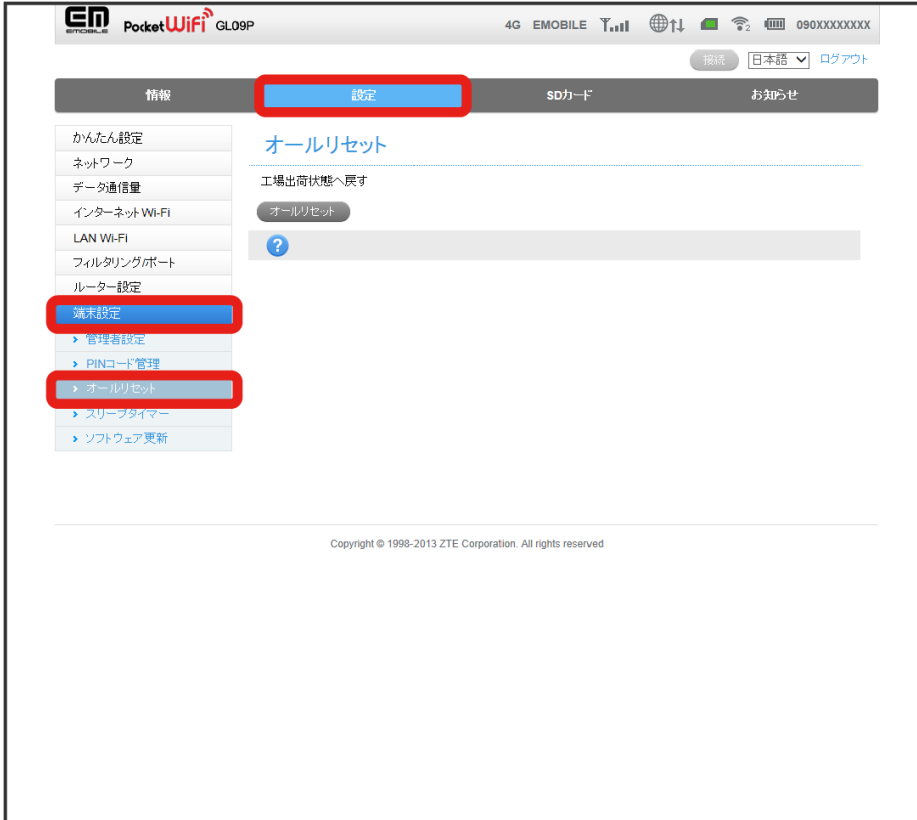 EM EMOBILE Pocket WiFi GL09P 4G EMOBILE 2 090XXXXXXXX
接続 日本語 ログアウト
情報 設定 SDカード お知らせ
かんたん設定
ネットワーク
データ通信量
インターネットWi-Fi
LAN Wi-Fi
フィルタリング/ポート
ルーター設定
端末設定
管理者設定
PINコード管理
オールリセット
スリープタイマー
ソフトウェア更新
オールリセット
工場出荷状態へ戻す
オールリセット
?
Copyright © 1998-2013 ZTE Corporation. All rights reserved